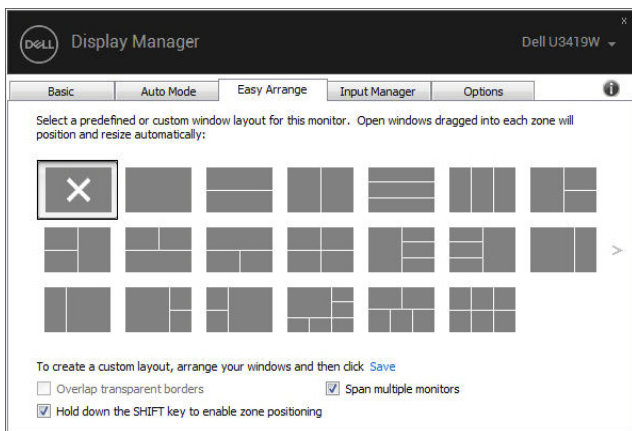 x
DELL Display Manager Dell U3419W
Basic Auto Mode Easy Arrange Input Manager Options i
Select a predefined or custom window layout for this monitor. Open windows dragged into each zone will
position and resize automatically:
>
To create a custom layout, arrange your windows and then click Save
Overlap transparent borders Span multiple monitors
Hold down the SHIFT key to enable zone positioning